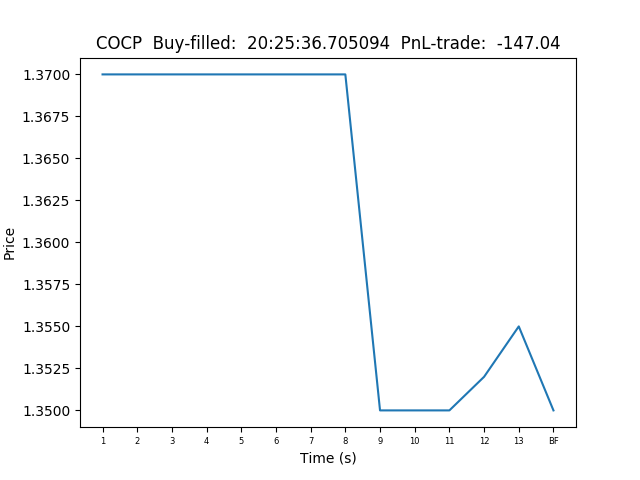 COCP  Buy-filled:  20:25:36.705094  PnL-trade:  -147.04
Price
1.3700
1.3675
1.3650
1.3625
1.3600
1.3575
1.3550
1.3525
1.3500
1 2 3 4 5 6 7 8 9 10 11 12 13 BF
Time (s)